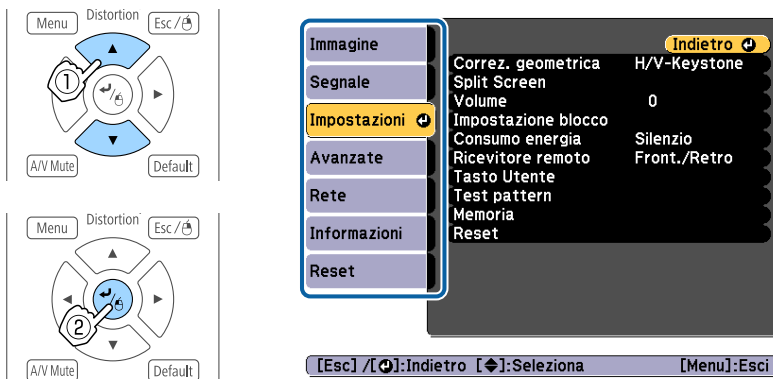 Menu Distortion Esc/
1
A/V Mute Default
Menu Distortion Esc/
2
A/V Mute Default
Immagine
Segnale
Impostazioni
Avanzate
Rete
Informazioni
Reset
Indietro
Correz. geometrica H/V-Keystone
Split Screen
Volume 0
Impostazione blocco
Consumo energia Silenzio
Ricevitore remoto Front./Retro
Tasto Utente
Test pattern
Memoria
Reset
[Esc] /[ ]:Indietro [ ]:Seleziona [Menu]:Esci